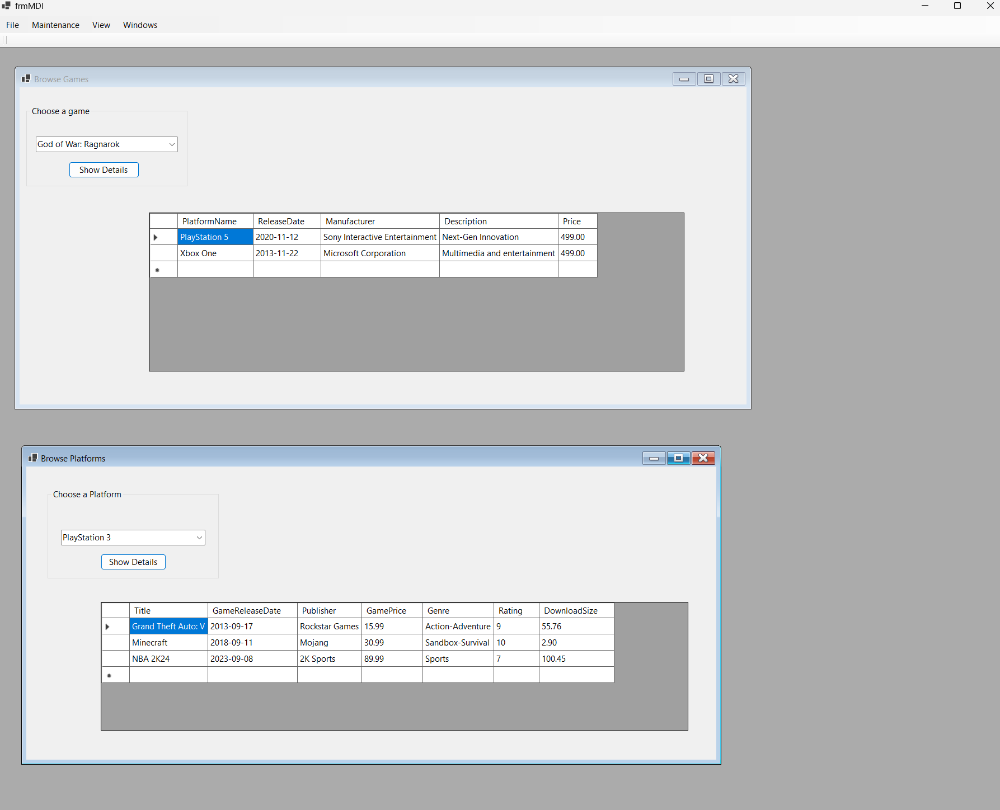 frmMDI
File Maintenance View Windows
Browse Games
Choose a game
God of War: Ragnarok
Show Details
PlatformName ReleaseDate Manufacturer Description Price
PlayStation 5 2020-11-12 Sony Interactive Entertainment Next-Gen Innovation 499.00
Xbox One 2013-11-22 Microsoft Corporation Multimedia and entertainment 499.00
Browse Platforms
Choose a Platform
PlayStation 3
Show Details
Title GameReleaseDate Publisher GamePrice Genre Rating DownloadSize
Grand Theft Auto: V 2013-09-17 Rockstar Games 15.99 Action-Adventure 9 55.76
Minecraft 2018-09-11 Mojang 30.99 Sandbox-Survival 10 2.90
NBA 2K24 2023-09-08 2K Sports 89.99 Sports 7 100.45